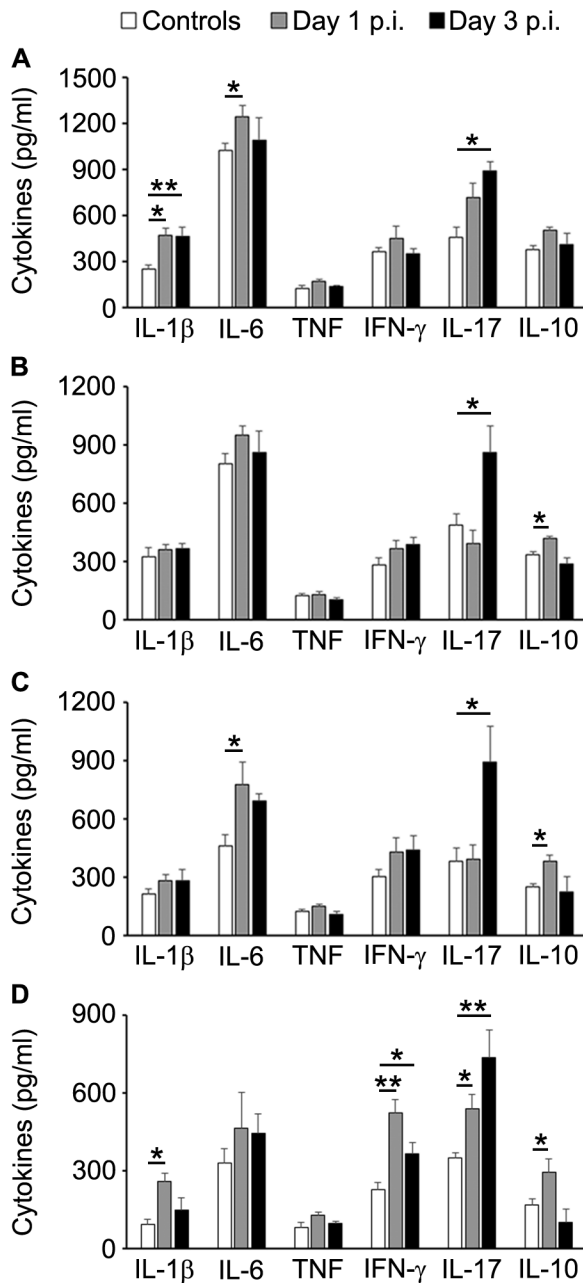 Controls Day 1 p.i. Day 3 p.i.
A
Cytokines (pg/ml)
1500
1200
900
600
300
0
*
**
*
*
IL-1β IL-6 TNF IFN-γ IL-17 IL-10
B
Cytokines (pg/ml)
1200
900
600
300
0
*
*
IL-1β IL-6 TNF IFN-γ IL-17 IL-10
C
Cytokines (pg/ml)
1200
900
600
300
0
*
*
*
IL-1β IL-6 TNF IFN-γ IL-17 IL-10
D
Cytokines (pg/ml)
900
600
300
0
**
*
**
*
*
*
IL-1β IL-6 TNF IFN-γ IL-17 IL-10